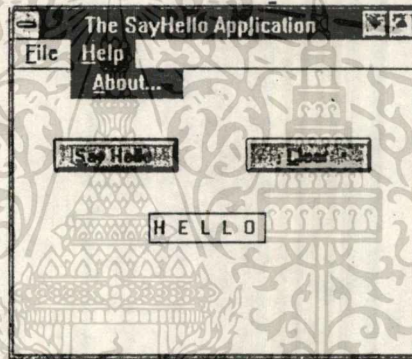 The SayHello Application
File Help
About...
Say Hello Clear
H E L L O